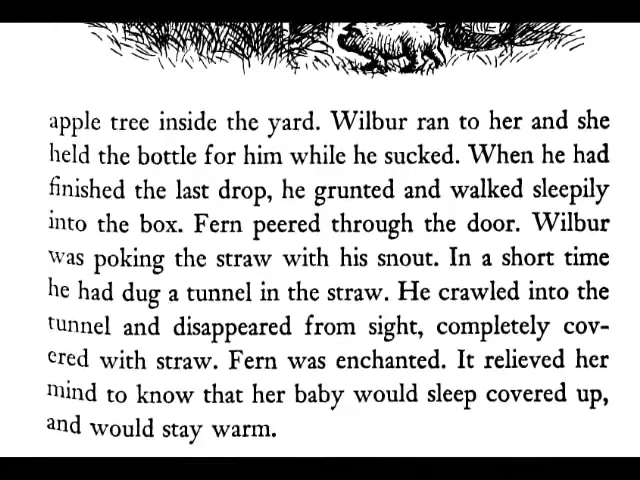 apple tree inside the yard. Wilbur ran to her and she
held the bottle for him while he sucked. When he had
finished the last drop, he grunted and walked sleepily
into the box. Fern peered through the door. Wilbur
was poking the straw with his snout. In a short time
he had dug a tunnel in the straw. He crawled into the
tunnel and disappeared from sight, completely cov-
ered with straw. Fern was enchanted. It relieved her
mind to know that her baby would sleep covered up,
and would stay warm.